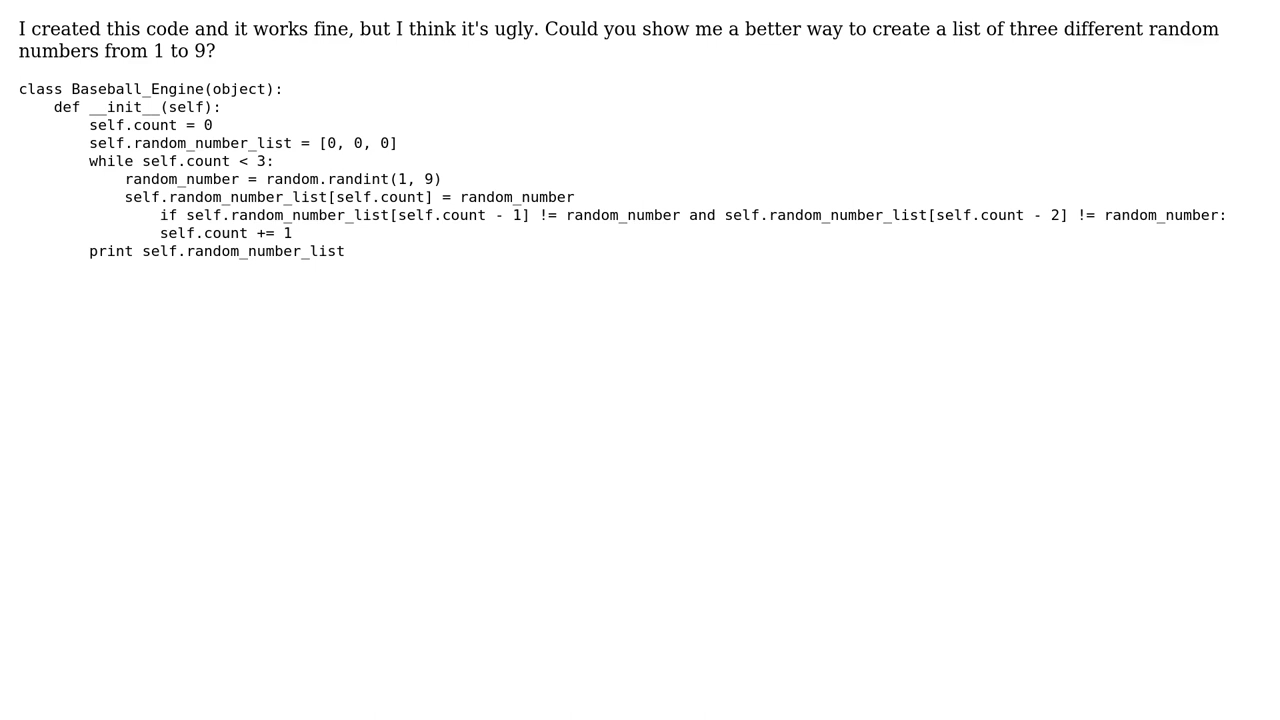 I created this code and it works fine, but I think it's ugly. Could you show me a better way to create a list of three different random
numbers from 1 to 9?
class Baseball_Engine(object):
    def __init__(self):
        self.count = 0
        self.random_number_list = [0, 0, 0]
        while self.count < 3:
            random_number = random.randint(1, 9)
            self.random_number_list[self.count] = random_number
                if self.random_number_list[self.count - 1] != random_number and self.random_number_list[self.count - 2] != random_number:
                self.count += 1
        print self.random_number_list